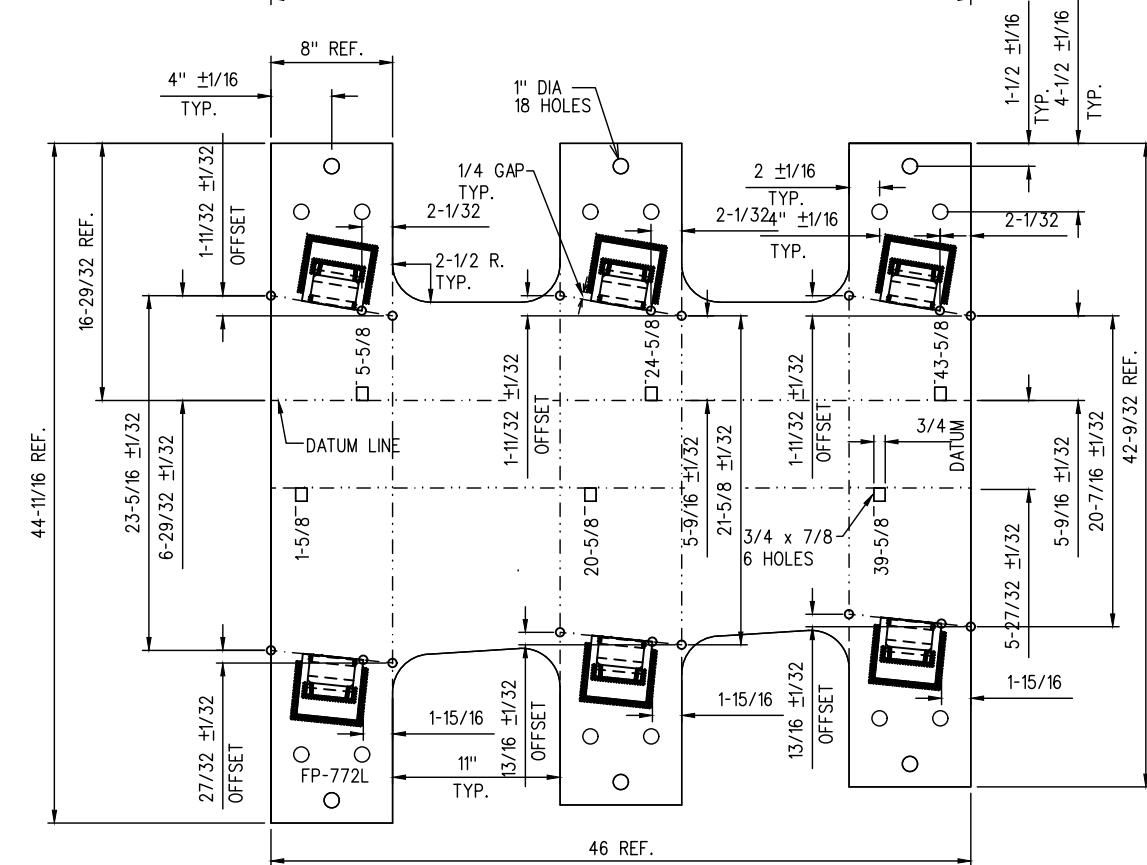 8" REF.
4" ±1/16
TYP.
1" DIA
18 HOLES
1-1/2 ±1/16
TYP.
4-1/2 ±1/16
TYP.
1-11/32 ±1/32
OFFSET
16-29/32 REF.
1/4 GAP
TYP.
2-1/32
2-1/2 R.
TYP.
2-1/32
2 ±1/16
TYP.
4" ±1/16
TYP.
2-1/32
5-5/8
24-5/8
43-5/8
1-11/32 ±1/32
OFFSET
1-11/32 ±1/32
OFFSET
DATUM LINE
3/4
DATUM
44-11/16 REF.
23-5/16 ±1/32
6-29/32 ±1/32
5-9/16 ±1/32
21-5/8 ±1/32
5-9/16 ±1/32
20-7/16 ±1/32
42-9/32 REF.
1-5/8
20-5/8
39-5/8
3/4 x 7/8
6 HOLES
5-27/32 ±1/32
27/32 ±1/32
OFFSET
1-15/16
13/16 ±1/32
OFFSET
1-15/16
13/16 ±1/32
OFFSET
1-15/16
FP-772L
11"
TYP.
46 REF.